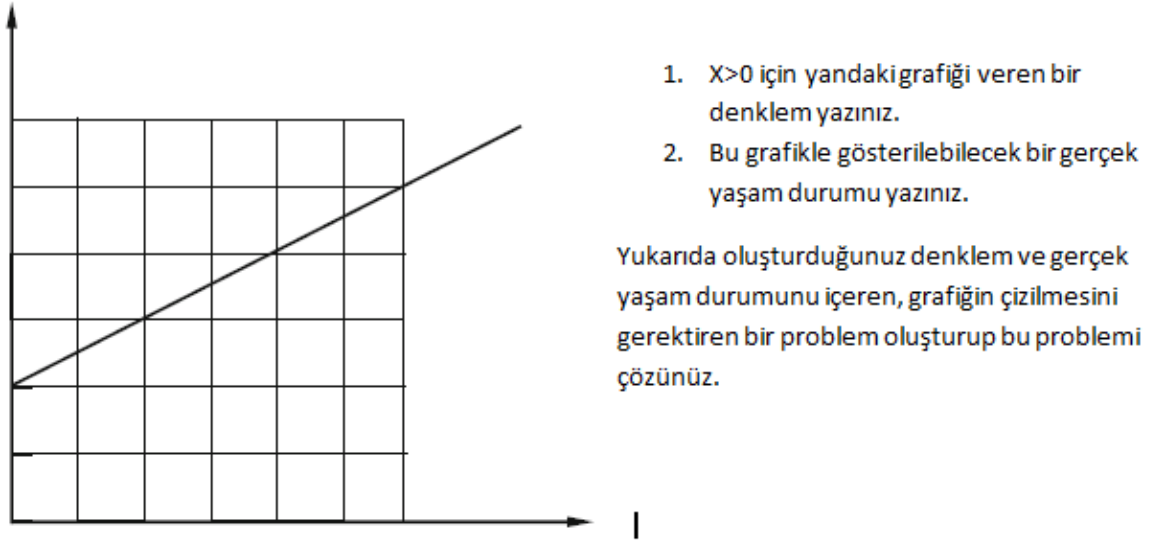 1. X>0 için yandaki grafiği veren bir
denklem yazınız.
2. Bu grafikle gösterilebilecek bir gerçek
yaşam durumu yazınız.
Yukarıda oluşturduğunuz denklem ve gerçek
yaşam durumunu içeren, grafiğin çizilmesini
gerektiren bir problem oluşturup bu problemi
çözünüz.